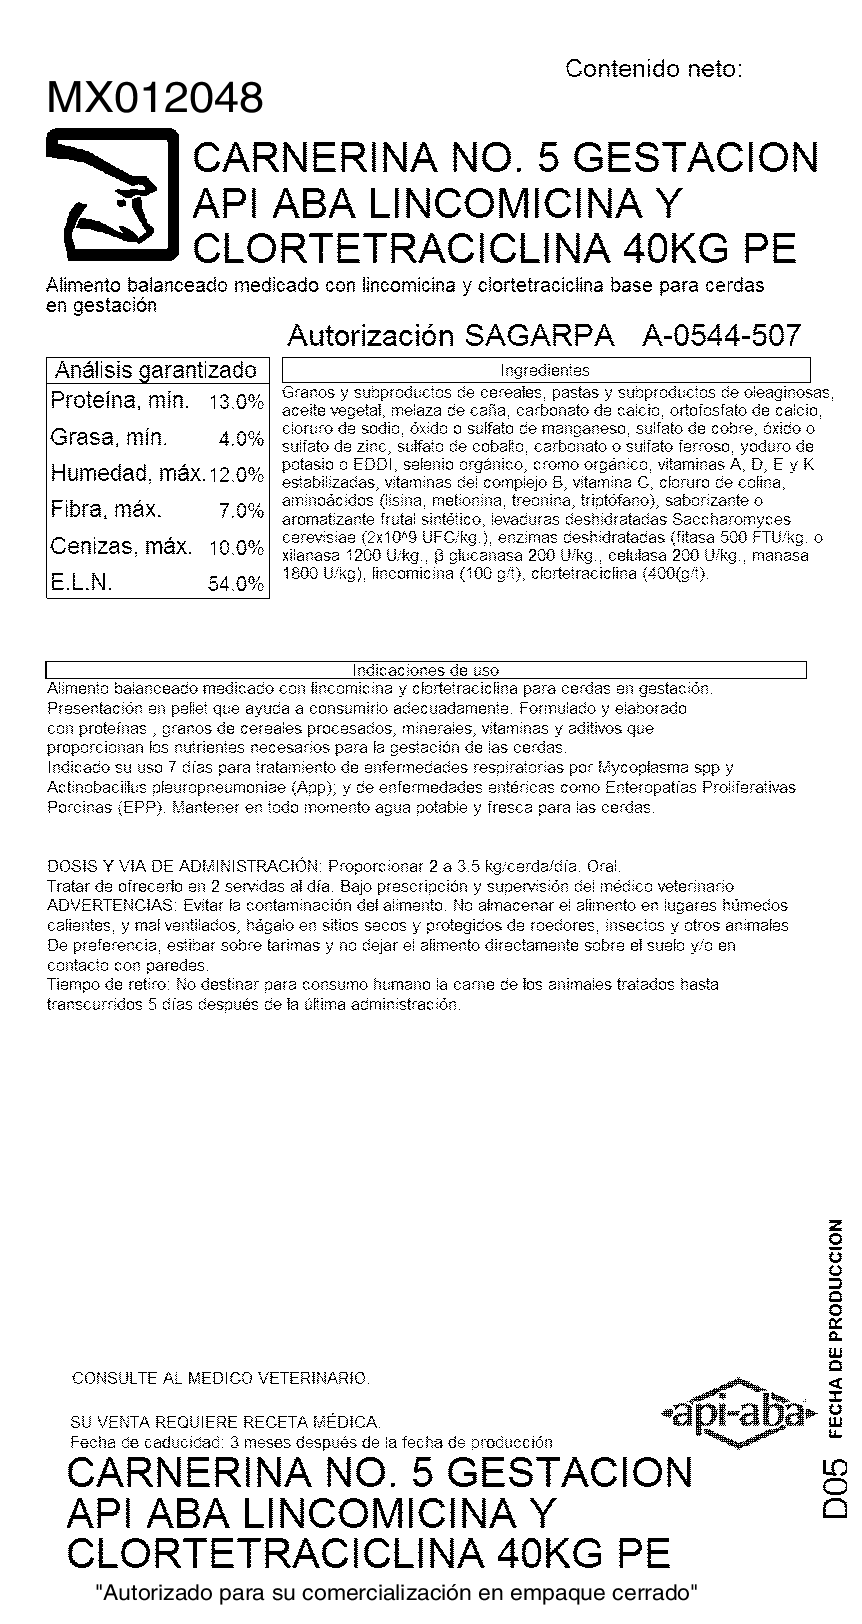 Contenido neto:
MX012048
CARNERINA NO. 5 GESTACION
API ABA LINCOMICINA Y
CLORTETRACICLINA 40KG PE
Alimento balanceado medicado con lincomicina y clortetraciclina base para cerdas
en gestación
Autorización SAGARPA A-0544-507
Análisis garantizado
Proteína, mín. 13.0%
Grasa, mín. 4.0%
Humedad, máx. 12.0%
Fibra, máx. 7.0%
Cenizas, máx. 10.0%
E.L.N. 54.0%
Ingredientes
Granos y subproductos de cereales, pastas y subproductos de oleaginosas,
aceite vegetal, melaza de caña, carbonato de calcio, ortofosfato de calcio,
cloruro de sodio, óxido o sulfato de manganeso, sulfato de cobre, óxido o
sulfato de zinc, sulfato de cobalto, carbonato o sulfato ferroso, yoduro de
potasio o EDDI, selenio orgánico, cromo orgánico, vitaminas A, D, E y K
estabilizadas, vitaminas del complejo B, vitamina C, cloruro de colina,
aminoácidos (lisina, metionina, treonina, triptófano), saborizante o
aromatizante frutal sintético, levaduras deshidratadas Saccharomyces
cerevisiae (2x10^9 UFC/kg.), enzimas deshidratadas (fitasa 500 FTU/kg. o
xilanasa 1200 U/kg., β glucanasa 200 U/kg., celulasa 200 U/kg., manasa
1800 U/kg), lincomicina (100 g/t), clortetraciclina (400(g/t).
Indicaciones de uso
Alimento balanceado medicado con lincomicina y clortetraciclina para cerdas en gestación.
Presentación en pellet que ayuda a consumirlo adecuadamente. Formulado y elaborado
con proteínas , granos de cereales procesados, minerales, vitaminas y aditivos que
proporcionan los nutrientes necesarios para la gestación de las cerdas.
Indicado su uso 7 días para tratamiento de enfermedades respiratorias por Mycoplasma spp y
Actinobacillus pleuropneumoniae (App); y de enfermedades entéricas como Enteropatías Proliferativas
Porcinas (EPP). Mantener en todo momento agua potable y fresca para las cerdas.
DOSIS Y VIA DE ADMINISTRACIÓN: Proporcionar 2 a 3.5 kg/cerda/día. Oral.
Tratar de ofrecerlo en 2 servidas al día. Bajo prescripción y supervisión del médico veterinario
ADVERTENCIAS: Evitar la contaminación del alimento. No almacenar el alimento en lugares húmedos
calientes, y mal ventilados, hágalo en sitios secos y protegidos de roedores, insectos y otros animales
De preferencia, estibar sobre tarimas y no dejar el alimento directamente sobre el suelo y/o en
contacto con paredes.
Tiempo de retiro: No destinar para consumo humano la carne de los animales tratados hasta
transcurridos 5 días después de la última administración.
FECHA DE PRODUCCION
D05
CONSULTE AL MEDICO VETERINARIO.
api-aba
SU VENTA REQUIERE RECETA MÉDICA.
Fecha de caducidad: 3 meses después de la fecha de producción
CARNERINA NO. 5 GESTACION
API ABA LINCOMICINA Y
CLORTETRACICLINA 40KG PE
"Autorizado para su comercialización en empaque cerrado"